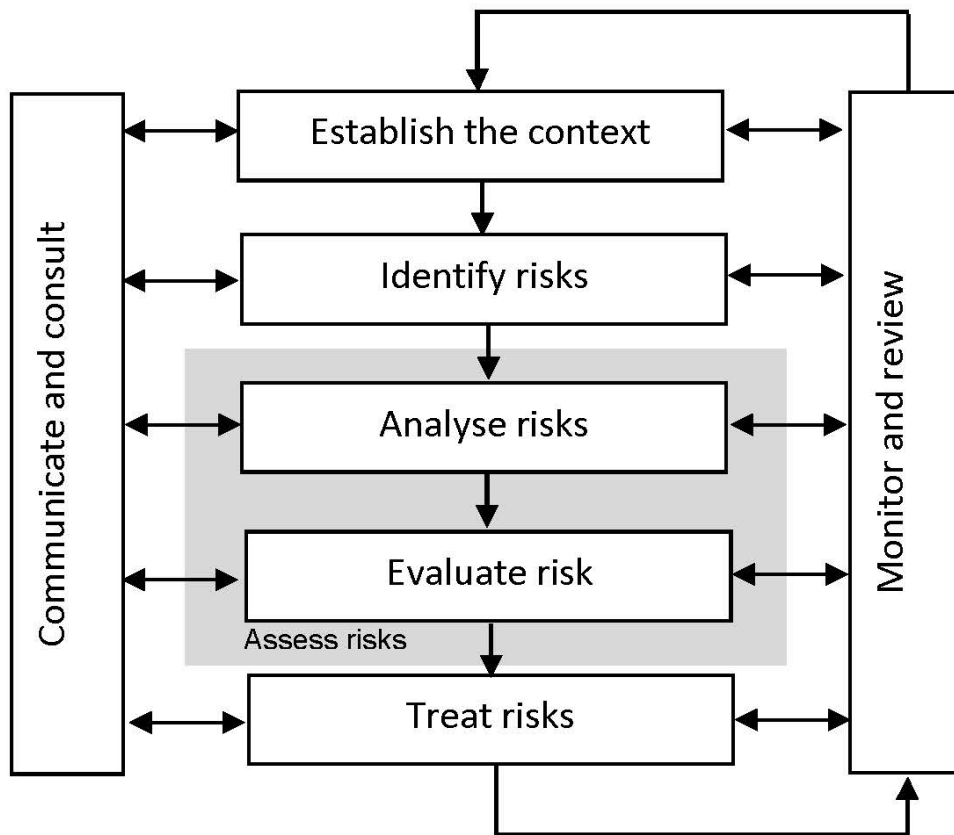 Establish the context
Communicate and consult
Identify risks
Monitor and review
Analyse risks
Evaluate risk
Assess risks
Treat risks